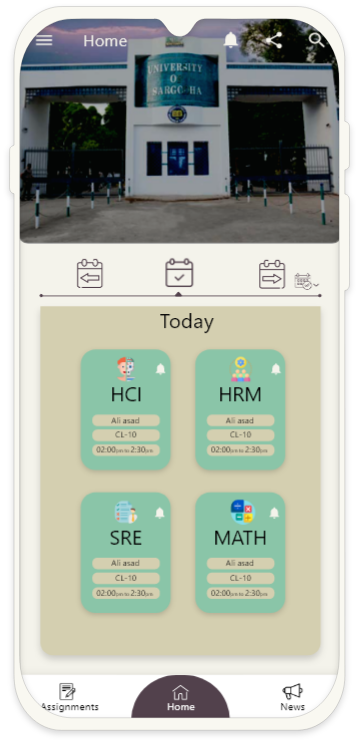 Home
UNIVERSITY
O
SARGO HA
Today
HCI
HRM
Ali asad
Ali asad
CL-10
CL-10
02:00pm to 2:30pm
02:00pm to 2:30pm
SRE
MATH
Ali asad
Ali asad
CL-10
CL-10
02:00pm to 2:30pm
02:00pm to 2:30pm
Assignments
Home
News